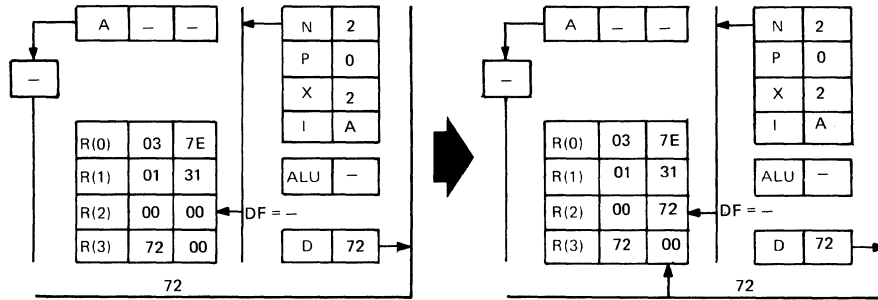 A – –
N 2
P 0
X 2
I A
–
R(0) 03 7E
R(1) 01 31
R(2) 00 00
R(3) 72 00
ALU –
DF = –
D 72
72
A – –
N 2
P 0
X 2
I A
–
R(0) 03 7E
R(1) 01 31
R(2) 00 72
R(3) 72 00
ALU –
DF = –
D 72
72